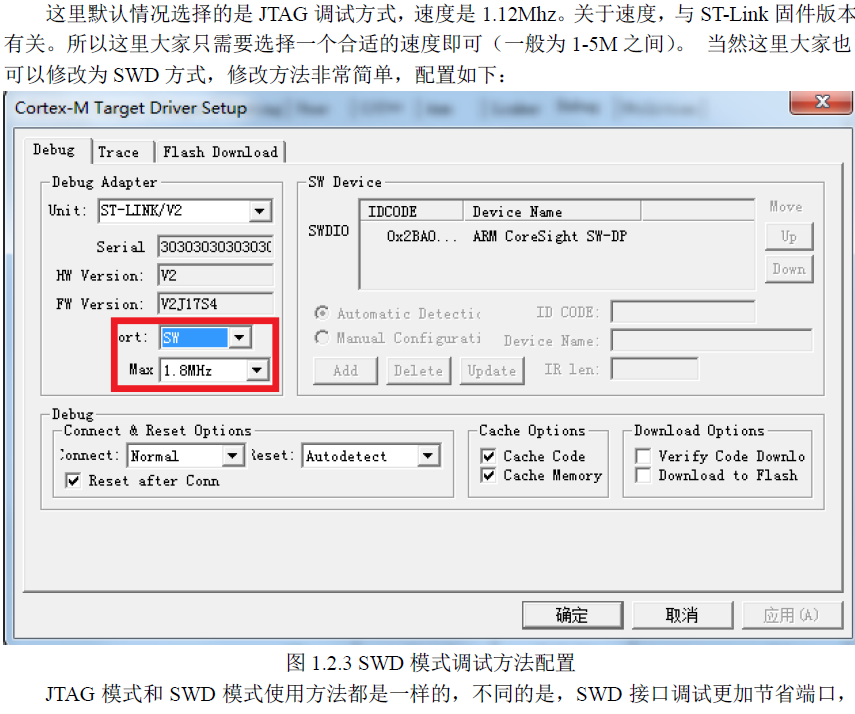 这里默认情况选择的是 JTAG 调试方式，速度是 1.12Mhz。关于速度，与 ST-Link 固件版本
有关。所以这里大家只需要选择一个合适的速度即可（一般为 1-5M 之间）。 当然这里大家也
可以修改为 SWD 方式，修改方法非常简单，配置如下：
Cortex-M Target Driver Setup
Debug Trace Flash Download
Debug Adapter
Unit: ST-LINK/V2
Serial 30303030303030
HW Version: V2
FW Version: V2J17S4
ort: SW
Max 1.8MHz
SW Device
IDCODE Device Name
SWDIO 0x2BA0... ARM CoreSight SW-DP
Move
Up
Down
Automatic Detectic ID CODE:
Manual Configurati Device Name:
Add Delete Update IR len:
Debug
Connect & Reset Options
Connect: Normal Reset: Autodetect
Reset after Conn
Cache Options
Cache Code
Cache Memory
Download Options
Verify Code Downlo
Download to Flash
确定 取消 应用(A)
图 1.2.3 SWD 模式调试方法配置
JTAG 模式和 SWD 模式使用方法都是一样的，不同的是，SWD 接口调试更加节省端口，